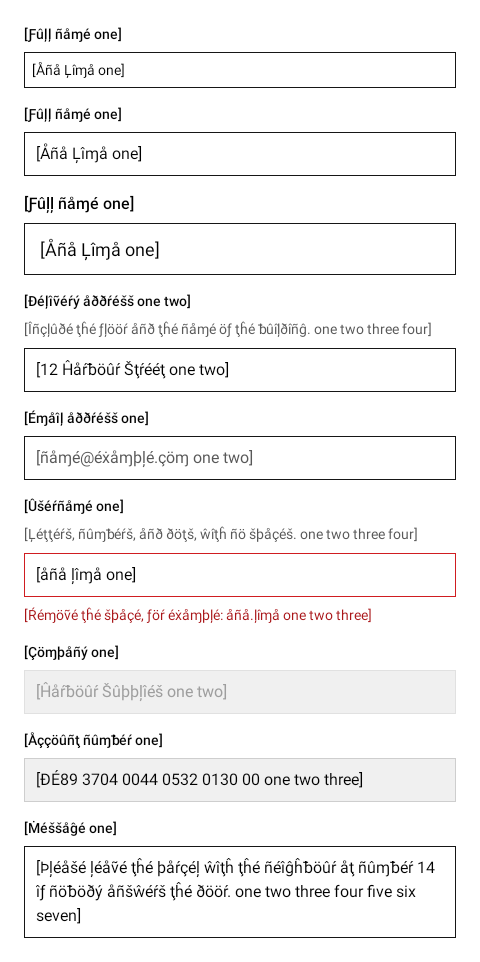 [Ƒûļļ ñåɱé one]
[Åñå Ļîɱå one]
[Ƒûļļ ñåɱé one]
[Åñå Ļîɱå one]
[Ƒûļļ ñåɱé one]
[Åñå Ļîɱå one]
[Ðéļîṽéŕý åððŕéšš one two]
[Îñçļûðé ţĥé ƒļööŕ åñð ţĥé ñåɱé öƒ ţĥé ƀûîļðîñĝ. one two three four]
[12 Ĥåŕƀöûŕ Šţŕééţ one two]
[Éɱåîļ åððŕéšš one]
[ñåɱé@éẋåɱþļé.çöɱ one two]
[Ûšéŕñåɱé one]
[Ļéţţéŕš, ñûɱƀéŕš, åñð ðöţš, ŵîţĥ ñö šþåçéš. one two three four]
[åñå ļîɱå one]
[Ŕéɱöṽé ţĥé šþåçé, ƒöŕ éẋåɱþļé: åñå.ļîɱå one two three]
[Çöɱþåñý one]
[Ĥåŕƀöûŕ Šûþþļîéš one two]
[Åççöûñţ ñûɱƀéŕ one]
[ÐÉ89 3704 0044 0532 0130 00 one two three]
[Ṁéššåĝé one]
[Þļéåšé ļéåṽé ţĥé þåŕçéļ ŵîţĥ ţĥé ñéîĝĥƀöûŕ åţ ñûɱƀéŕ 14
îƒ ñöƀöðý åñšŵéŕš ţĥé ðööŕ. one two three four five six
seven]